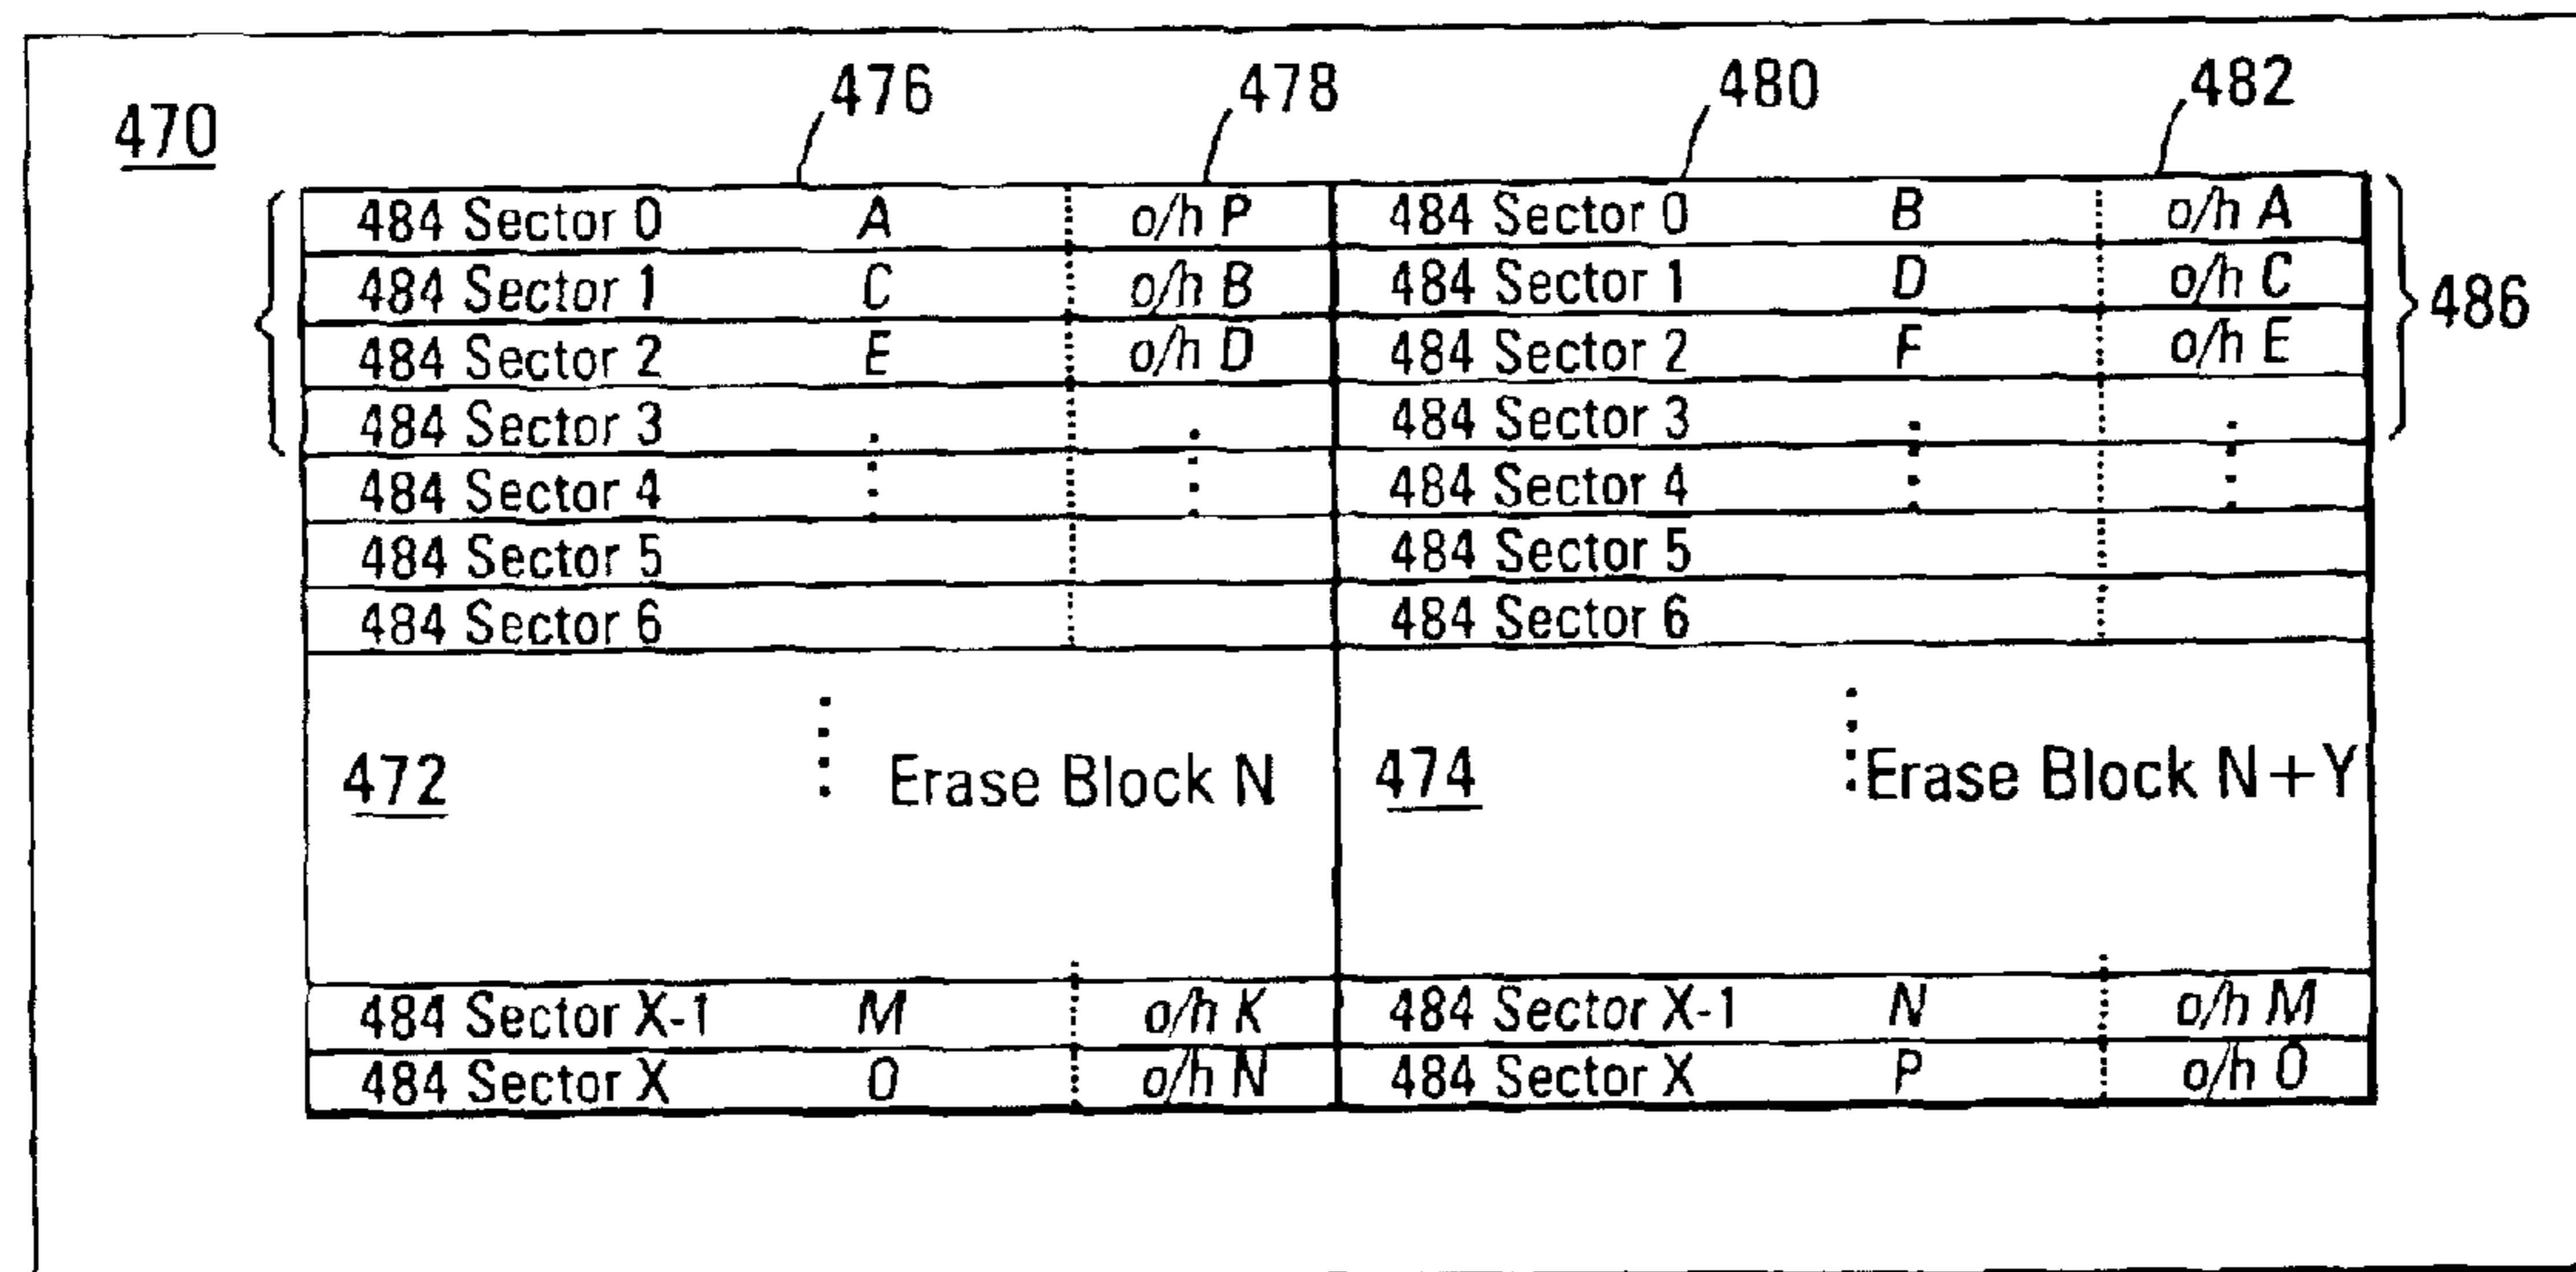 476 478 480 482
470
484 Sector 0 A o/h P 484 Sector 0 B o/h A
484 Sector 1 C o/h B 484 Sector 1 D o/h C
486
484 Sector 2 E o/h D 484 Sector 2 F o/h E
484 Sector 3 484 Sector 3
484 Sector 4 484 Sector 4
484 Sector 5 484 Sector 5
484 Sector 6 484 Sector 6
472 Erase Block N 474 Erase Block N+Y
484 Sector X-1 M o/h K 484 Sector X-1 N o/h M
484 Sector X O o/h N 484 Sector X P o/h O